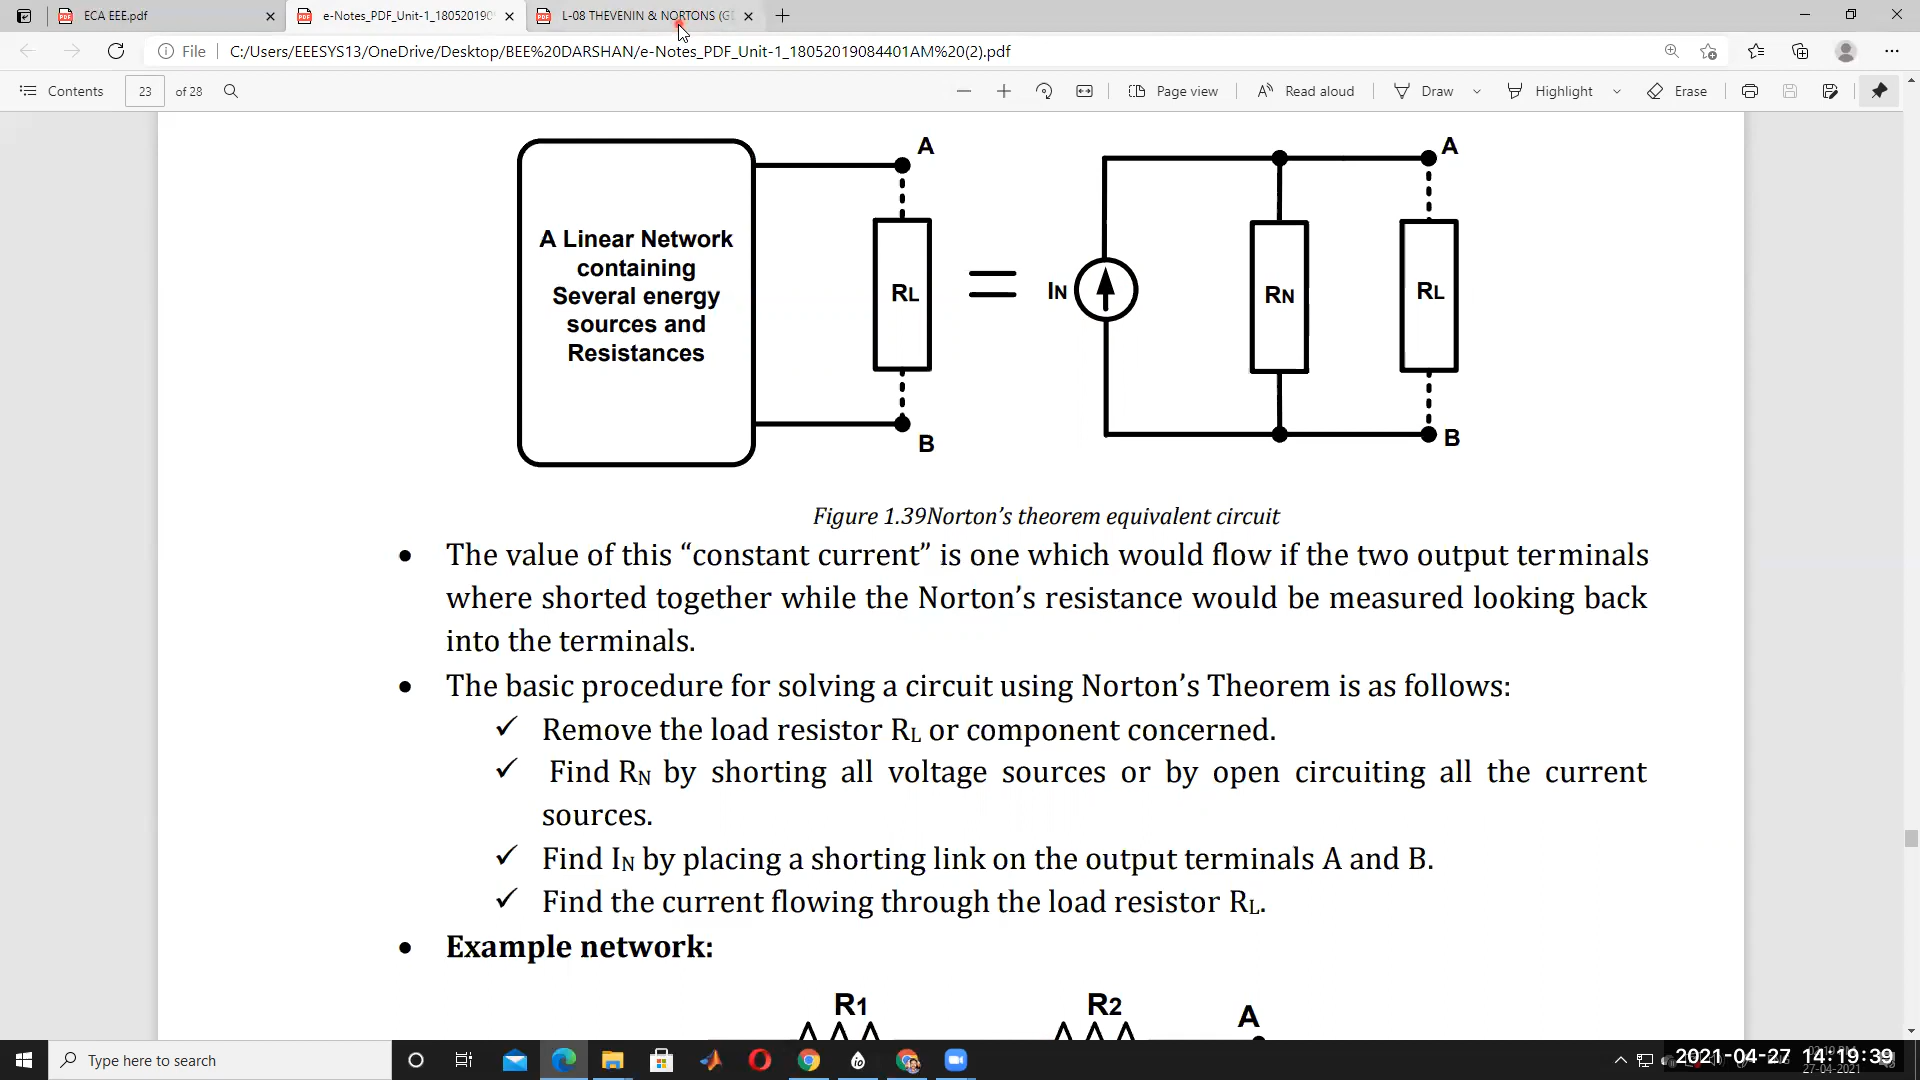 ECA EEE.pdf
e-Notes_PDF_Unit-1_180520190
L-08 THEVENIN & NORTONS (GE
File
C:/Users/EEESYS13/OneDrive/Desktop/BEE%20DARSHAN/e-Notes_PDF_Unit-1_18052019084401AM%20(2).pdf
Contents
23
of 28
Page view
Read aloud
Draw
Highlight
Erase
A
A
A Linear Network
containing
Several energy
sources and
Resistances
RL
IN
RN
RL
B
B
Figure 1.39Norton’s theorem equivalent circuit
• The value of this “constant current” is one which would flow if the two output terminals
where shorted together while the Norton’s resistance would be measured looking back
into the terminals.
• The basic procedure for solving a circuit using Norton’s Theorem is as follows:
✓ Remove the load resistor RL or component concerned.
✓ Find RN by shorting all voltage sources or by open circuiting all the current
sources.
✓ Find IN by placing a shorting link on the output terminals A and B.
✓ Find the current flowing through the load resistor RL.
• Example network:
R1
R2
A
Type here to search
2021-04-27 14:19:39
27-04-2021